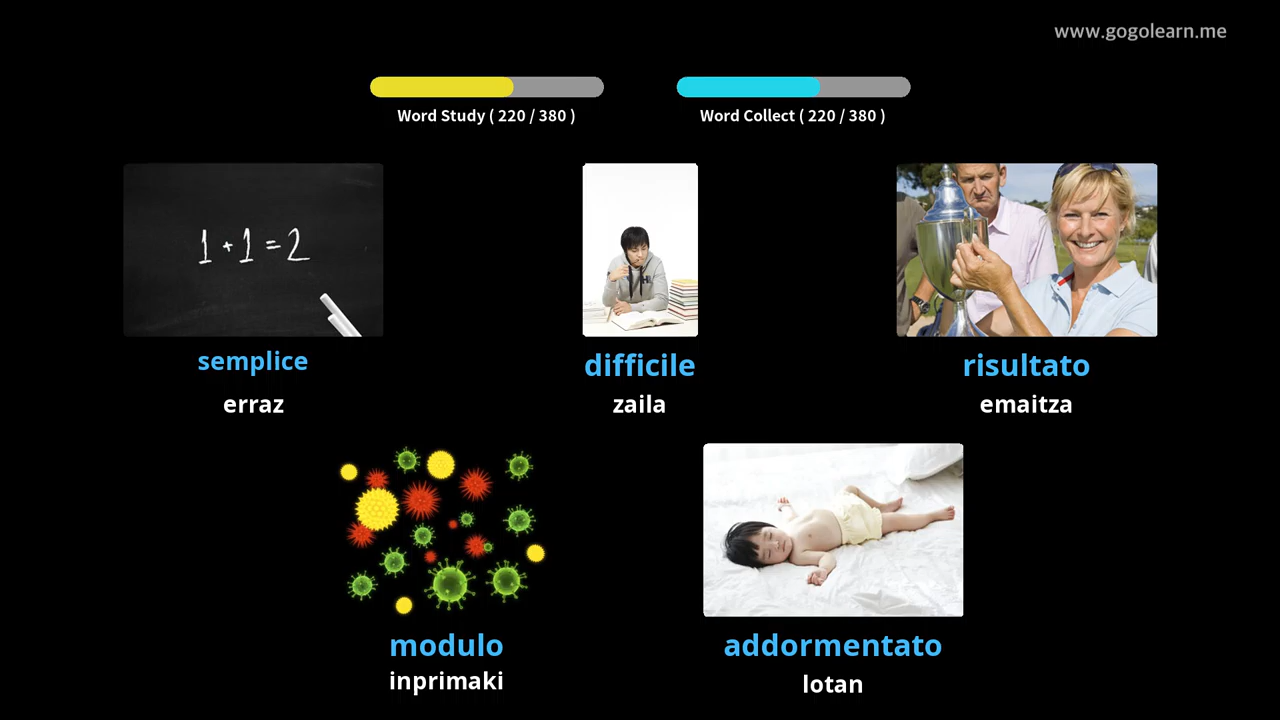 www.gogolearn.me
Word Study ( 220 / 380 )
Word Collect ( 220 / 380 )
1 + 1 = 2
semplice
difficile
risultato
erraz
zaila
emaitza
modulo
addormentato
inprimaki
lotan